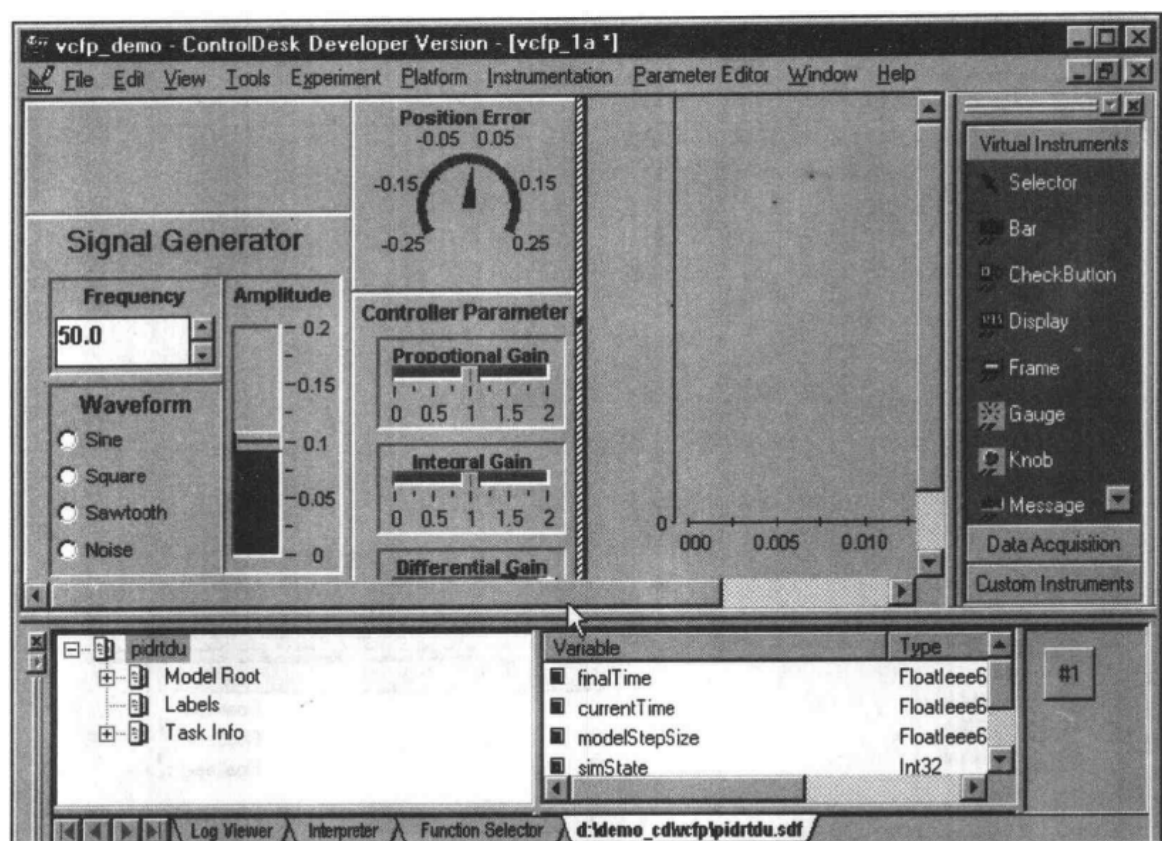 vcfp_demo - ControlDesk Developer Version - [vcfp_1a *]
File Edit View Tools Experiment Platform Instrumentation Parameter Editor Window Help
Position Error
-0.05 0.05
-0.15 0.15
-0.25 0.25
Signal Generator
Frequency
50.0
Amplitude
0.2
0.15
0.1
0.05
0
Waveform
Sine
Square
Sawtooth
Noise
Controller Parameter
Propotional Gain
0 0.5 1 1.5 2
Integral Gain
0 0.5 1 1.5 2
Differential Gain
0
000 0.005 0.010
Virtual Instruments
Selector
Bar
CheckButton
Display
Frame
Gauge
Knob
Message
Data Acquisition
Custom Instruments
pidrtdu
Model Root
Labels
Task Info
Variable Type
finalTime FloatIeee6
currentTime FloatIeee6
modelStepSize FloatIeee6
simState Int32
#1
Log Viewer Interpreter Function Selector d:\demo_cd\vcfp\pidrtdu.sdf